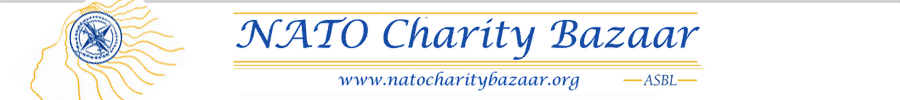 NATO Charity Bazaar
www.natocharitybazaar.org
ASBL